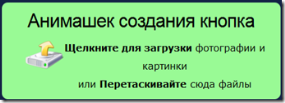 Анимашек создания кнопка
Щелкните для загрузки фотографии и
картинки
или Перетаскивайте сюда файлы